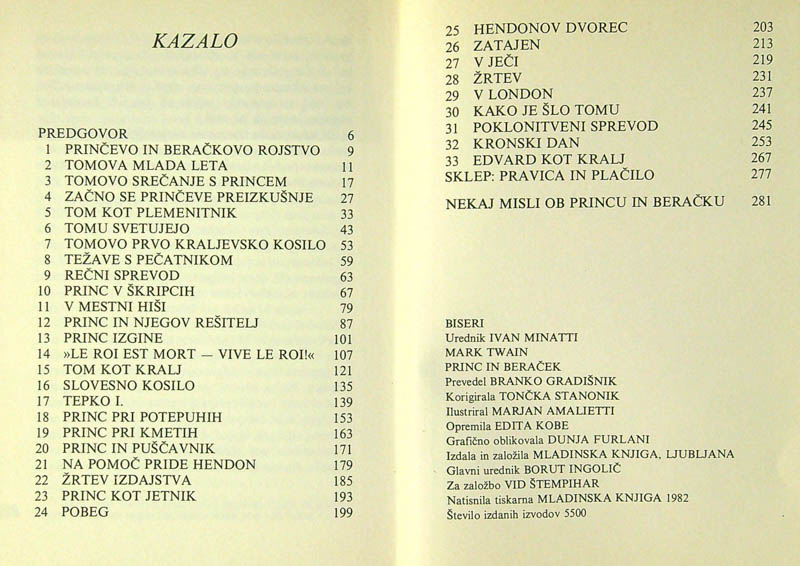 KAZALO
PREDGOVOR 6
1 PRINČEVO IN BERAČKOVO ROJSTVO 9
2 TOMOVA MLADA LETA 11
3 TOMOVO SREČANJE S PRINCEM 17
4 ZAČNO SE PRINČEVE PREIZKUŠNJE 27
5 TOM KOT PLEMENITNIK 33
6 TOMU SVETUJEJO 43
7 TOMOVO PRVO KRALJEVSKO KOSILO 53
8 TEŽAVE S PEČATNIKOM 59
9 REČNI SPREVOD 63
10 PRINC V ŠKRIPCIH 67
11 V MESTNI HIŠI 79
12 PRINC IN NJEGOV REŠITELJ 87
13 PRINC IZGINE 101
14 »LE ROI EST MORT — VIVE LE ROI!« 107
15 TOM KOT KRALJ 121
16 SLOVESNO KOSILO 135
17 TEPKO I. 139
18 PRINC PRI POTEPUHIH 153
19 PRINC PRI KMETIH 163
20 PRINC IN PUŠČAVNIK 171
21 NA POMOČ PRIDE HENDON 179
22 ŽRTEV IZDAJSTVA 185
23 PRINC KOT JETNIK 193
24 POBEG 199
25 HENDONOV DVOREC 203
26 ZATAJEN 213
27 V JEČI 219
28 ŽRTEV 231
29 V LONDON 237
30 KAKO JE ŠLO TOMU 241
31 POKLONITVENI SPREVOD 245
32 KRONSKI DAN 253
33 EDVARD KOT KRALJ 267
SKLEP: PRAVICA IN PLAČILO 277
NEKAJ MISLI OB PRINCU IN BERAČKU 281
BISERI
Urednik IVAN MINATTI
MARK TWAIN
PRINC IN BERAČEK
Prevedel BRANKO GRADIŠNIK
Korigirala TONČKA STANONIK
Ilustriral MARJAN AMALIETTI
Opremila EDITA KOBE
Grafično oblikovala DUNJA FURLANI
Izdala in založila MLADINSKA KNJIGA, LJUBLJANA
Glavni urednik BORUT INGOLIČ
Za založbo VID ŠTEMPIHAR
Natisnila tiskarna MLADINSKA KNJIGA 1982
Število izdanih izvodov 5500